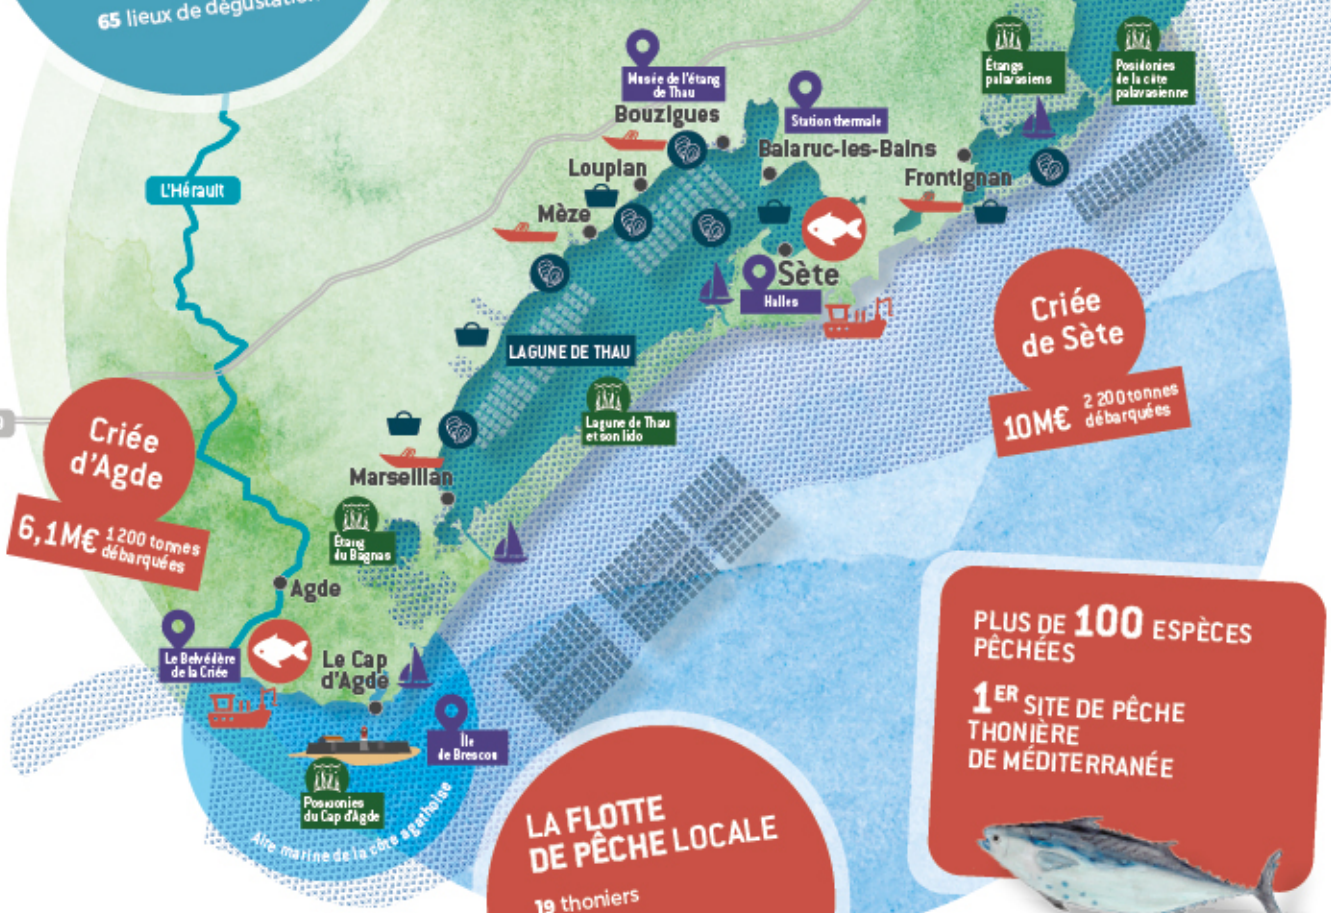 65 lieux de dégustation
Musée de l'étang
de Thau
Bouzigues
Étangs
palavasiens
Posidonies
de la côte
palavasienne
Station thermale
Balaruc-les-Bains
Loupian
Frontignan
L'Hérault
Mèze
Sète
Halles
Criée
de Sète
10M€ 2 200 tonnes
débarquées
LAGUNE DE THAU
Lagune de Thau
et son lido
Criée
d'Agde
6,1M€ 1 200 tonnes
débarquées
Marseillan
Étang
du Bagnas
Agde
Le Belvédère
de la Criée
Le Cap
d'Agde
Île
de Brescou
Posidonies
du Cap d'Agde
Aire marine de la côte agathoise
PLUS DE 100 ESPÈCES
PÊCHÉES
1ER SITE DE PÊCHE
THONIÈRE
DE MÉDITERRANÉE
LA FLOTTE
DE PÊCHE LOCALE
19 thoniers